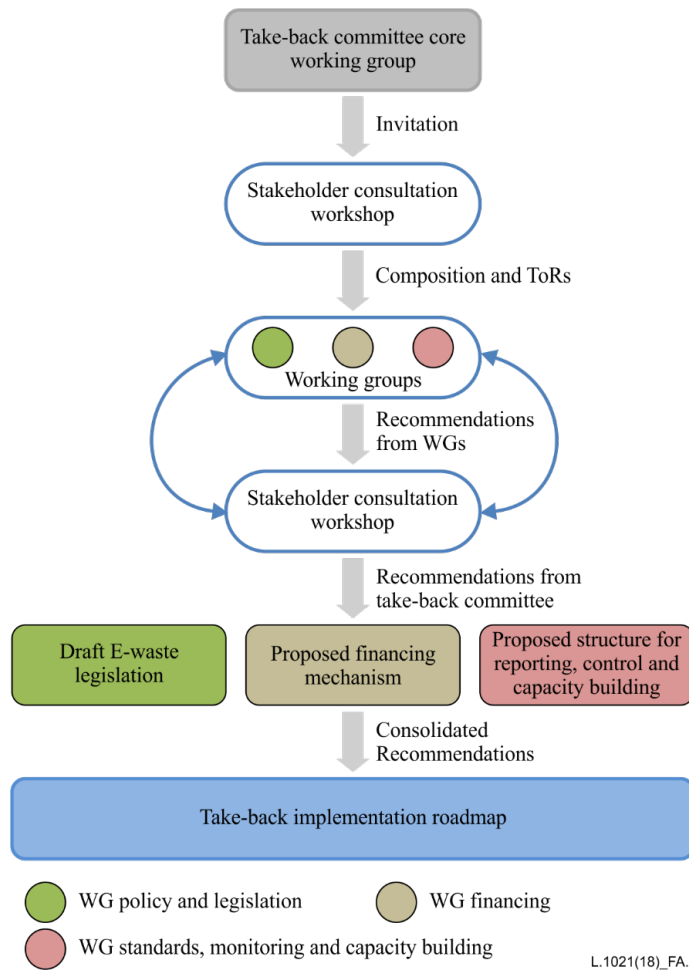 Take-back committee core
working group
Invitation
Stakeholder consultation
workshop
Composition and ToRs
Working groups
Recommendations
from WGs
Stakeholder consultation
workshop
Recommendations from
take-back committee
Draft E-waste
legislation
Proposed financing
mechanism
Proposed structure for
reporting, control and
capacity building
Consolidated
Recommendations
Take-back implementation roadmap
WG policy and legislation
WG financing
WG standards, monitoring and capacity building
L.1021(18)_FA.